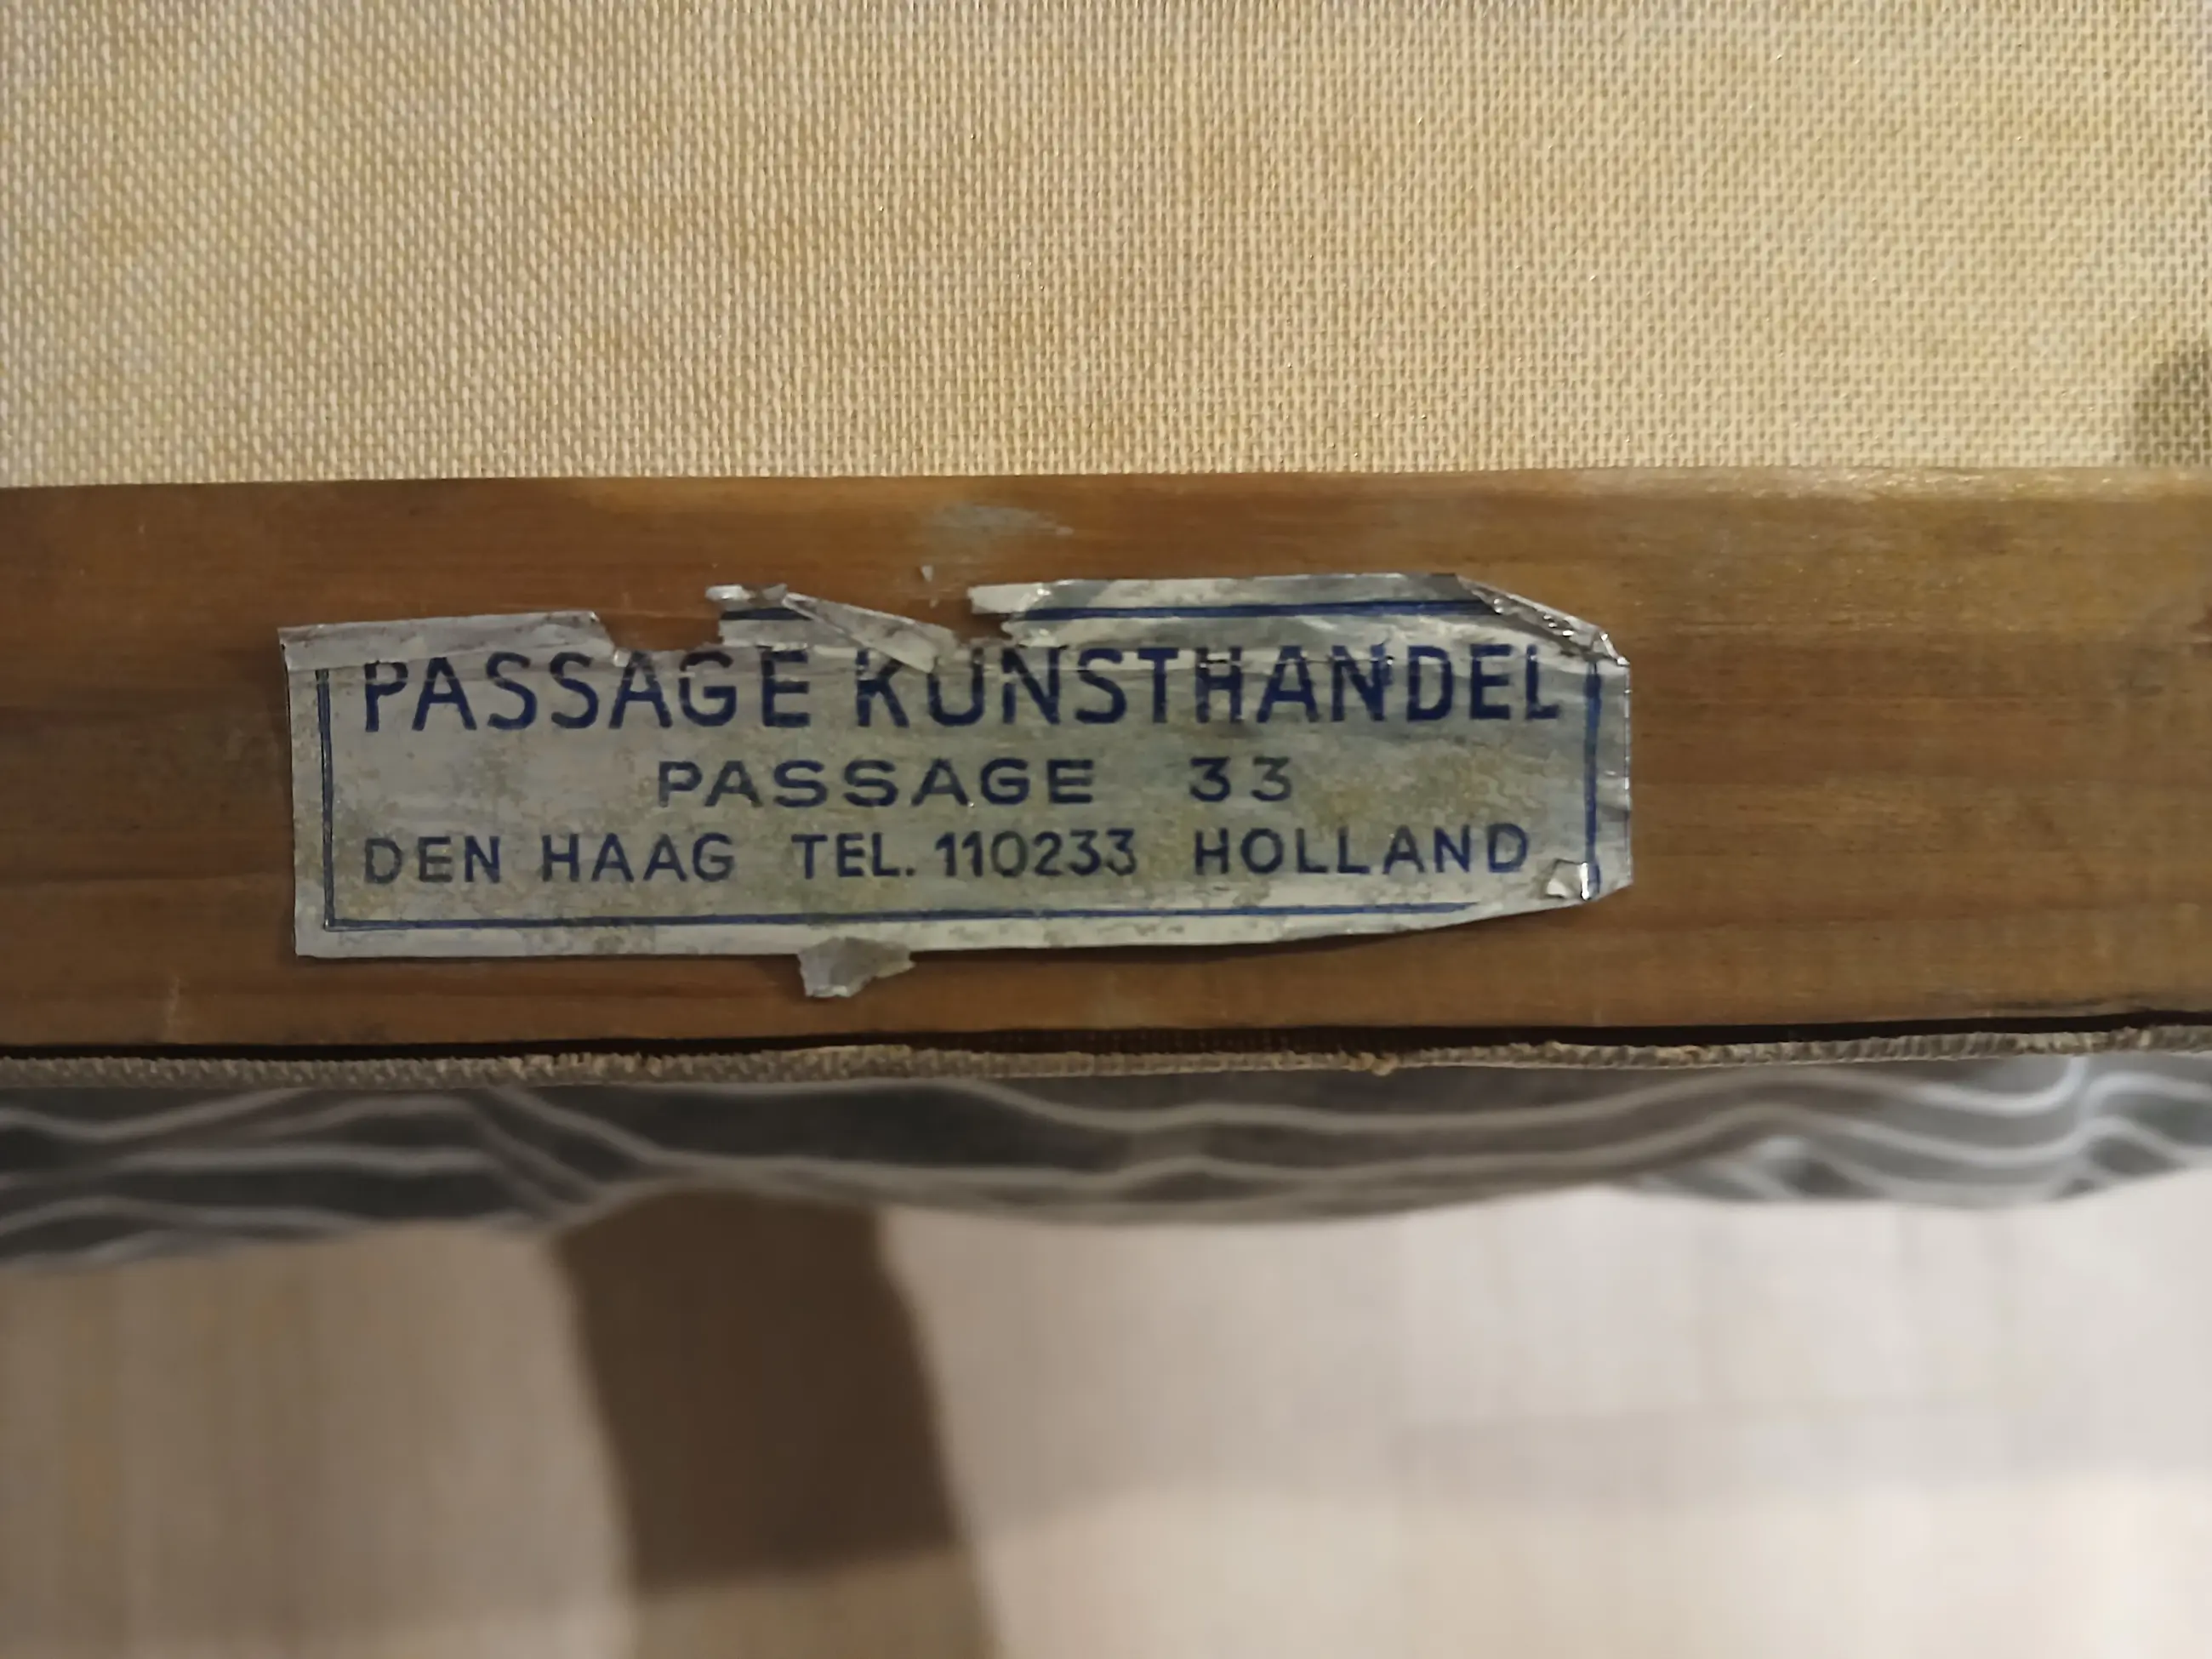 PASSAGE KUNSTHANDEL
PASSAGE 33
DEN HAAG TEL. 110233 HOLLAND